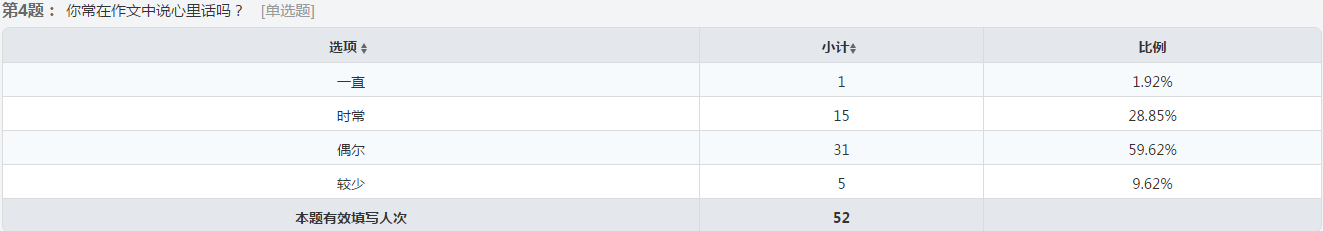 第4题： 你常在作文中说心里话吗？ [单选题]
选项 小计 比例
一直 1 1.92%
时常 15 28.85%
偶尔 31 59.62%
较少 5 9.62%
本题有效填写人次 52